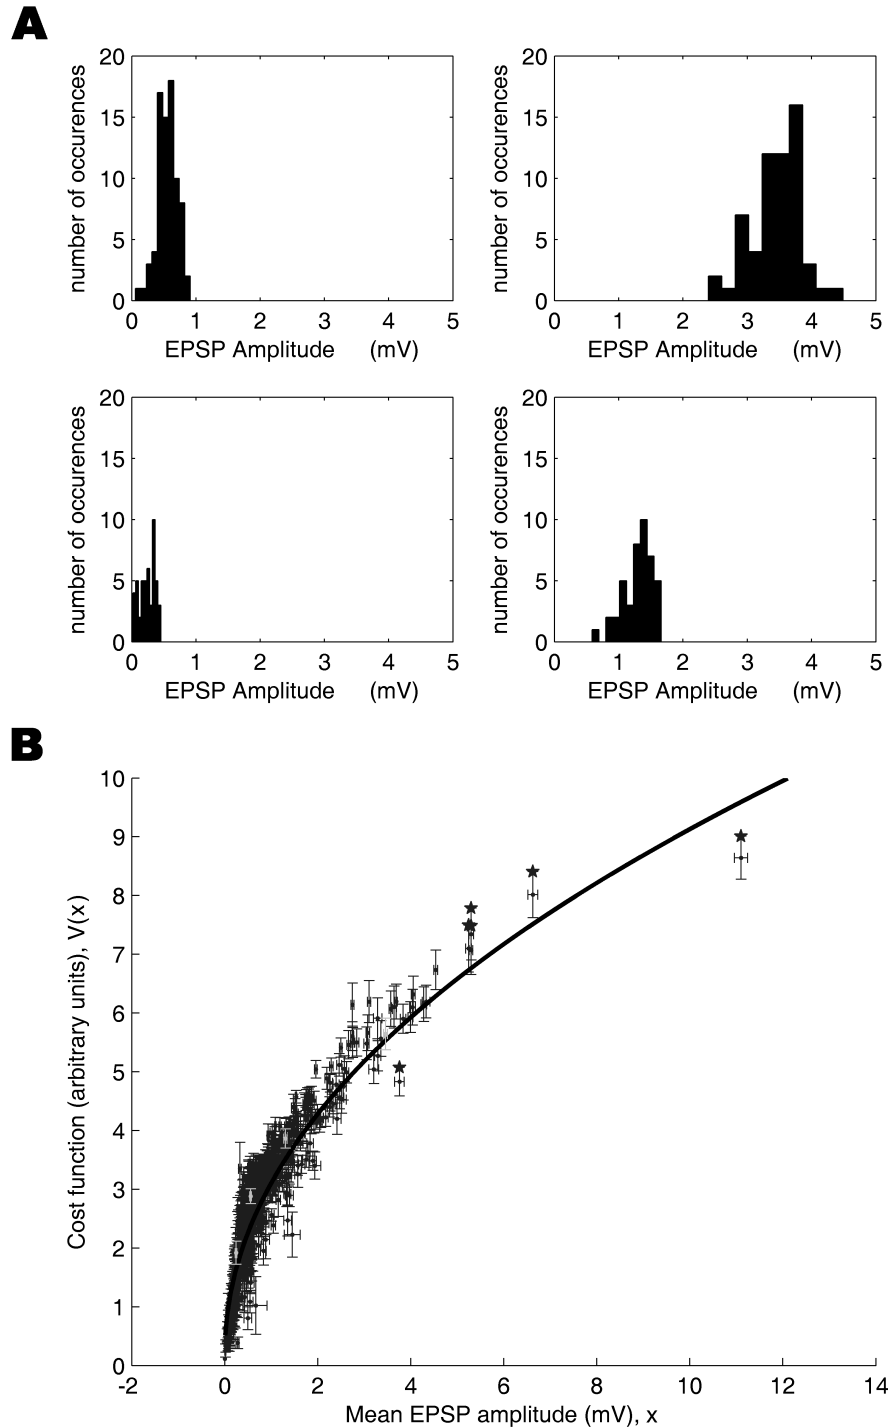 A
20
15
10
5
0
number of occurences
0 1 2 3 4 5
EPSP Amplitude (mV)
20
15
10
5
0
number of occurences
0 1 2 3 4 5
EPSP Amplitude (mV)
20
15
10
5
0
number of occurences
0 1 2 3 4 5
EPSP Amplitude (mV)
20
15
10
5
0
number of occurences
0 1 2 3 4 5
EPSP Amplitude (mV)
B
10
9
8
7
6
5
4
3
2
1
0
Cost function (arbitrary units), V(x)
-2 0 2 4 6 8 10 12 14
Mean EPSP amplitude (mV), x